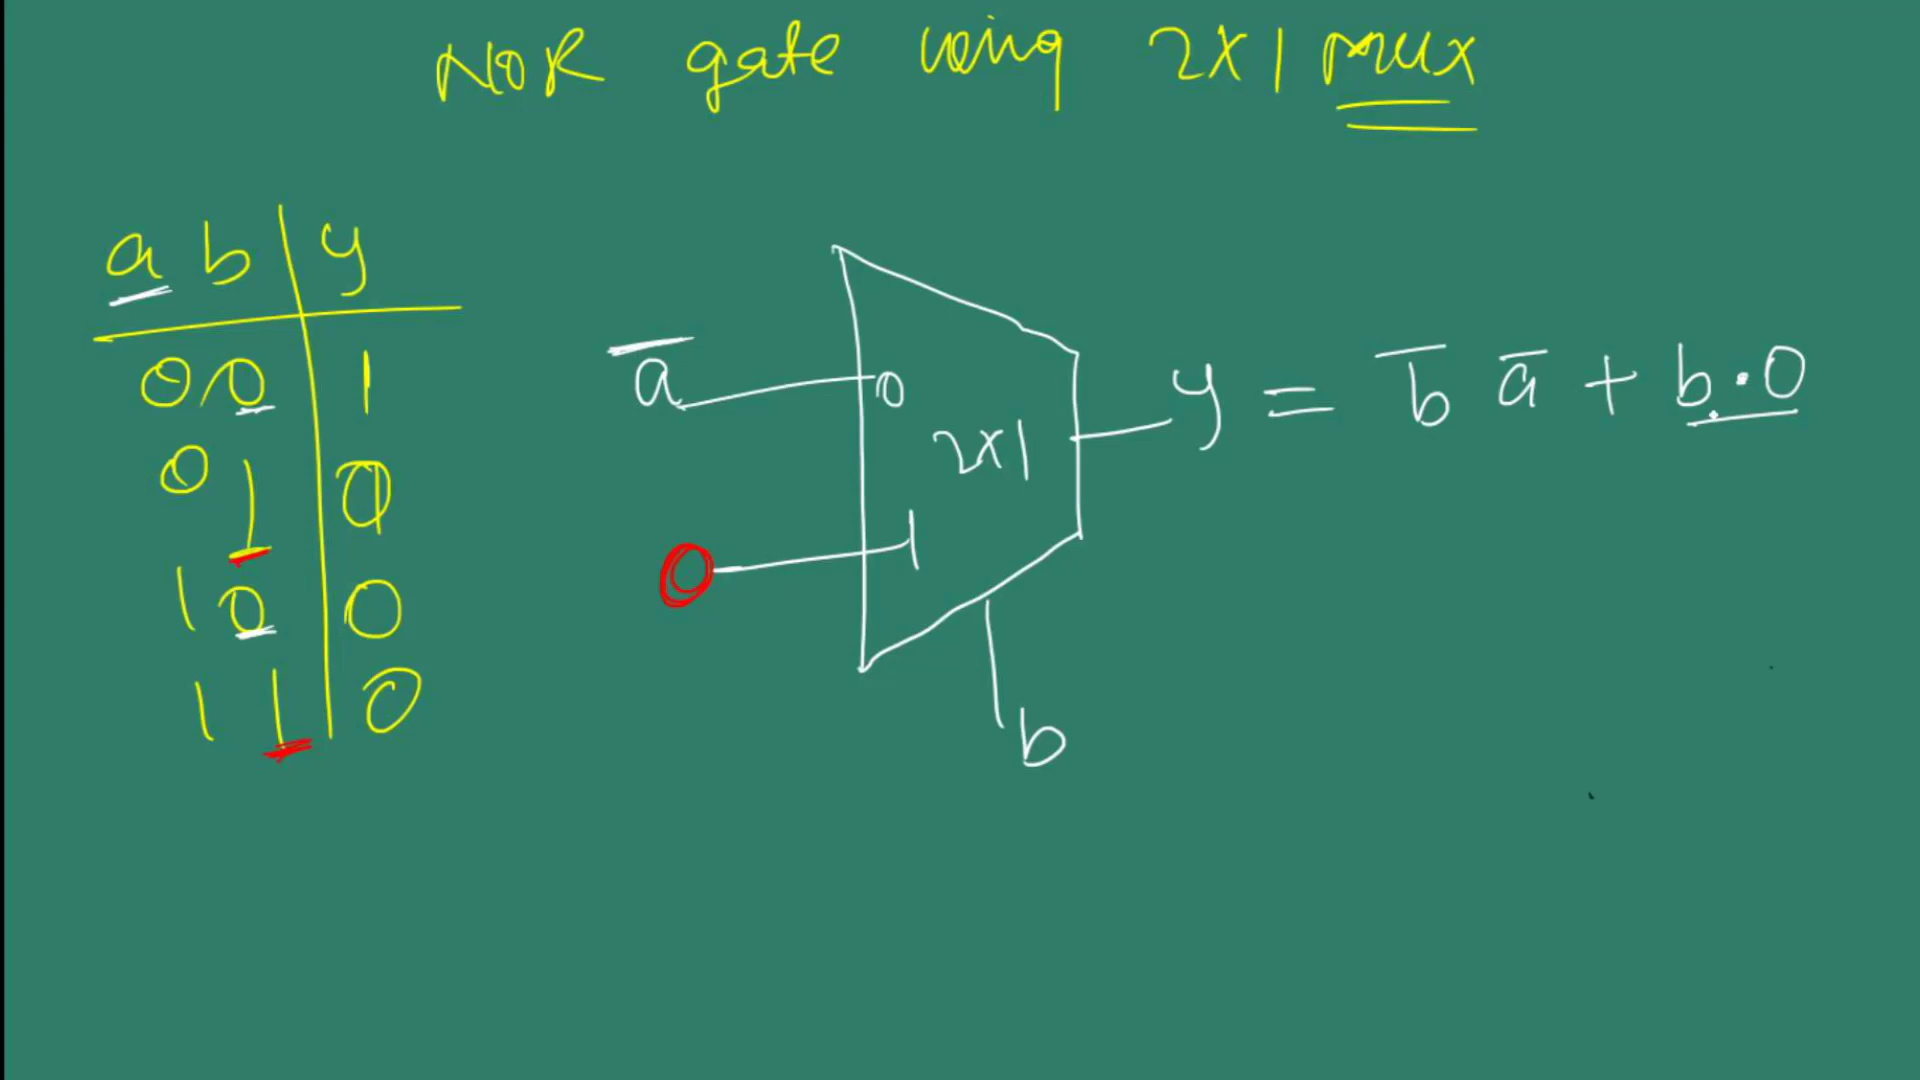 NOR gate using 2X1 mux
a b y
0 0 1
0 1 0
1 0 0
1 1 0
a̅ 0
2x1
0 1
b
y = b̅ a̅ + b.0